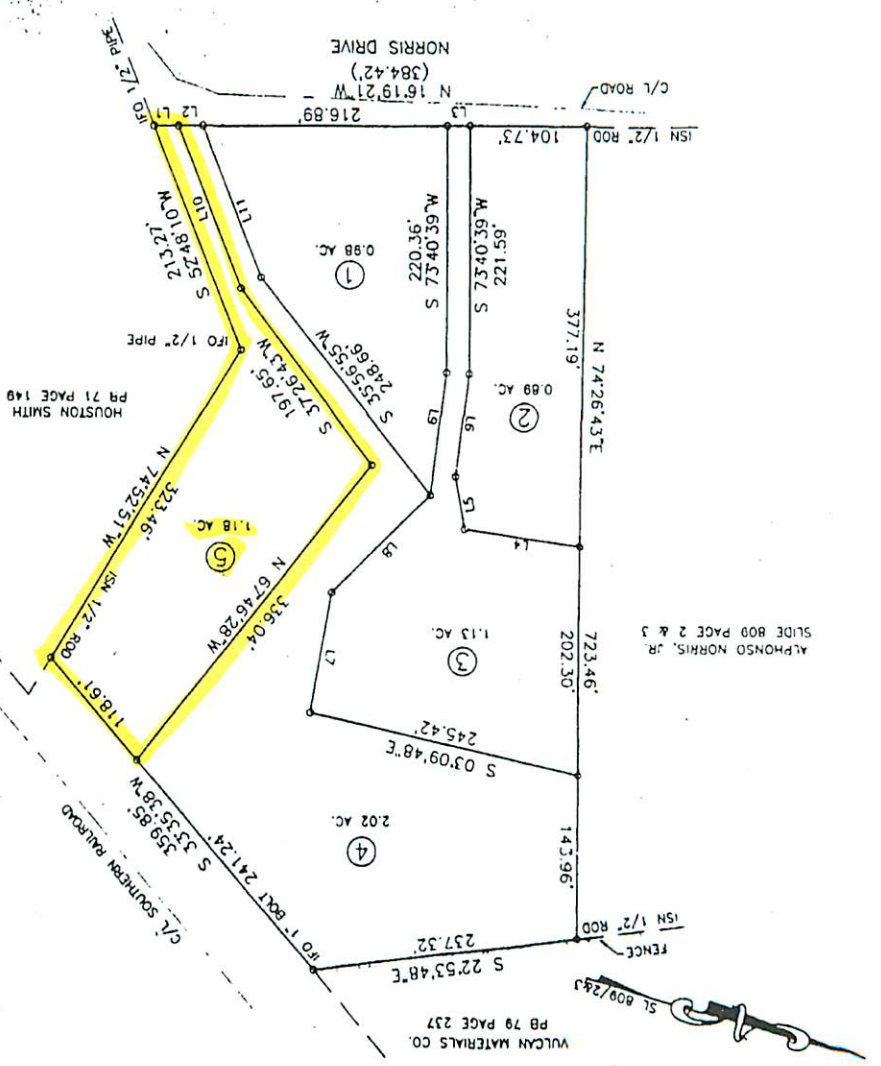 VULCAN MATERIALS CO.
PB 79 PAGE 237
SL 809/2&3
FENCE
ISN 1/2" ROD
S 22°53'48"E
237.32'
IFO 1" BOLT
143.96'
4
2.02 AC.
241.24'
S 33°35'38"W
359.85'
C/L SOUTHERN RAILROAD
S 03°09'48"E
245.42'
ALPHONSO NORRIS, JR.
SLIDE 809 PAGE 2 & 3
723.46'
202.30'
3
1.13 AC.
L7
L8
L4
L5
L6
L9
118.61'
ISN 1/2" ROD
N 67°46'28"W
336.04'
5
1.18 AC.
N 74°52'51"W
323.46'
HOUSTON SMITH
PB 71 PAGE 149
IFO 1/2" PIPE
N 74°26'43"E
377.19'
2
0.89 AC.
S 73°40'39"W
221.59'
220.36'
S 73°40'39"W
S 35°56'55"W
248.66'
S 37°26'43"W
197.65'
1
0.98 AC.
L11
L10
S 52°48'10"W
213.27'
ISN 1/2" ROD
104.73'
L3
216.89'
L2
L1
IFO 1/2" PIPE
C/L ROAD
N 16°19'21"W
(384.42')
NORRIS DRIVE